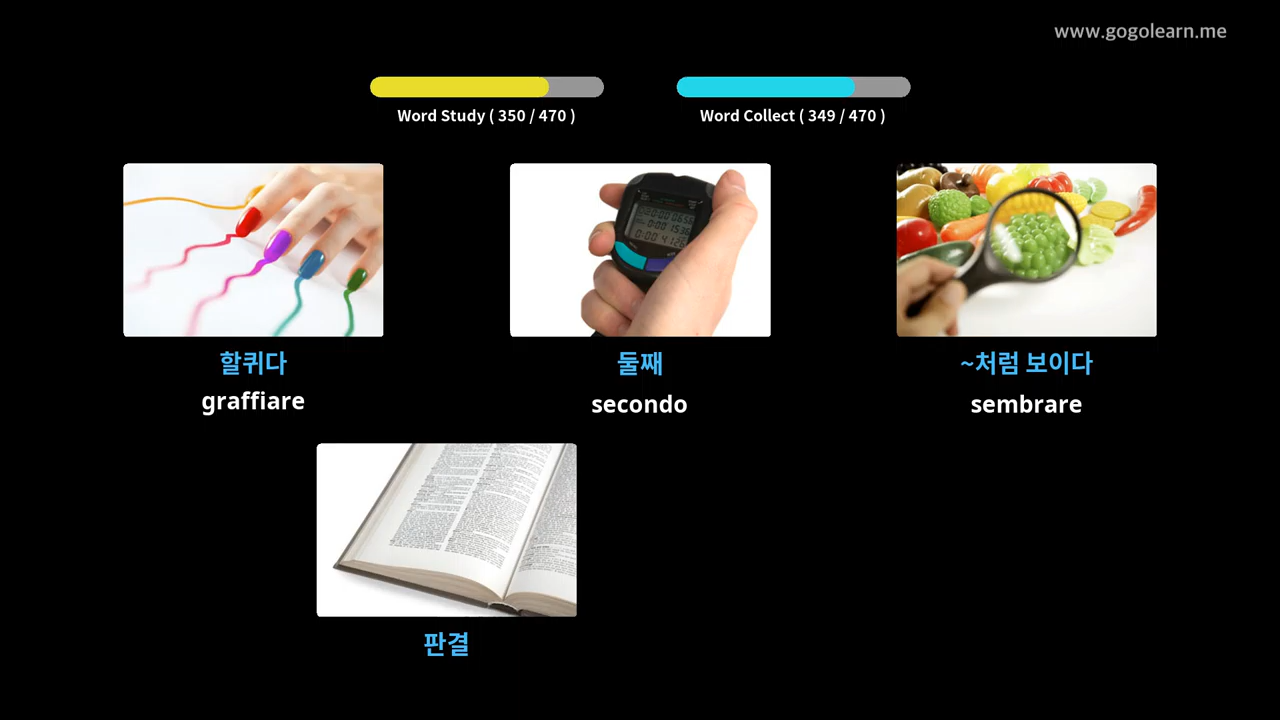 www.gogolearn.me
Word Study ( 350 / 470 )
Word Collect ( 349 / 470 )
할퀴다
둘째
~처럼 보이다
graffiare
secondo
sembrare
판결